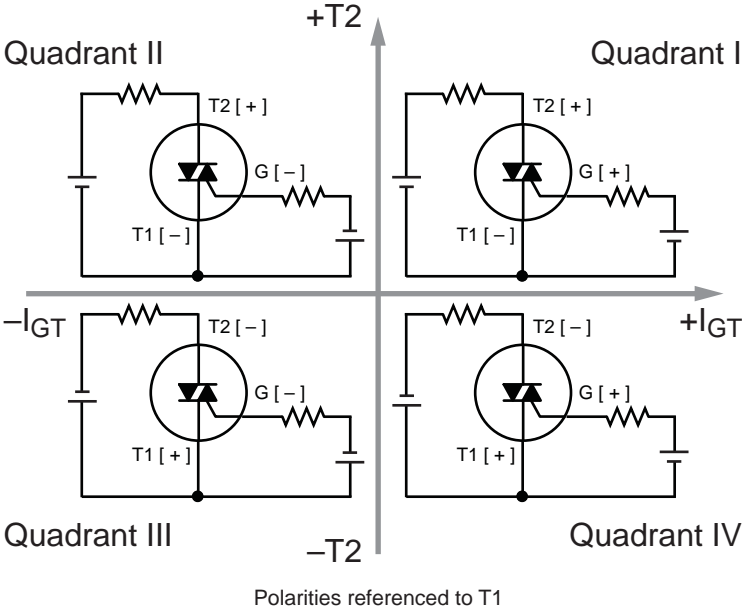 +T2
Quadrant II
Quadrant I
T2 [ + ]
G [ – ]
T1 [ – ]
T2 [ + ]
G [ + ]
T1 [ – ]
–IGT
+IGT
T2 [ – ]
G [ – ]
T1 [ + ]
T2 [ – ]
G [ + ]
T1 [ + ]
Quadrant III
–T2
Quadrant IV
Polarities referenced to T1